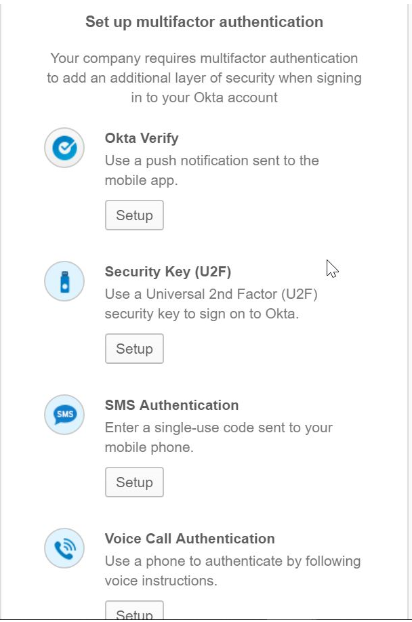 Set up multifactor authentication
Your company requires multifactor authentication
to add an additional layer of security when signing
in to your Okta account
Okta Verify
Use a push notification sent to the
mobile app.
Setup
Security Key (U2F)
Use a Universal 2nd Factor (U2F)
security key to sign on to Okta.
Setup
SMS
SMS Authentication
Enter a single-use code sent to your
mobile phone.
Setup
Voice Call Authentication
Use a phone to authenticate by following
voice instructions.
Setup